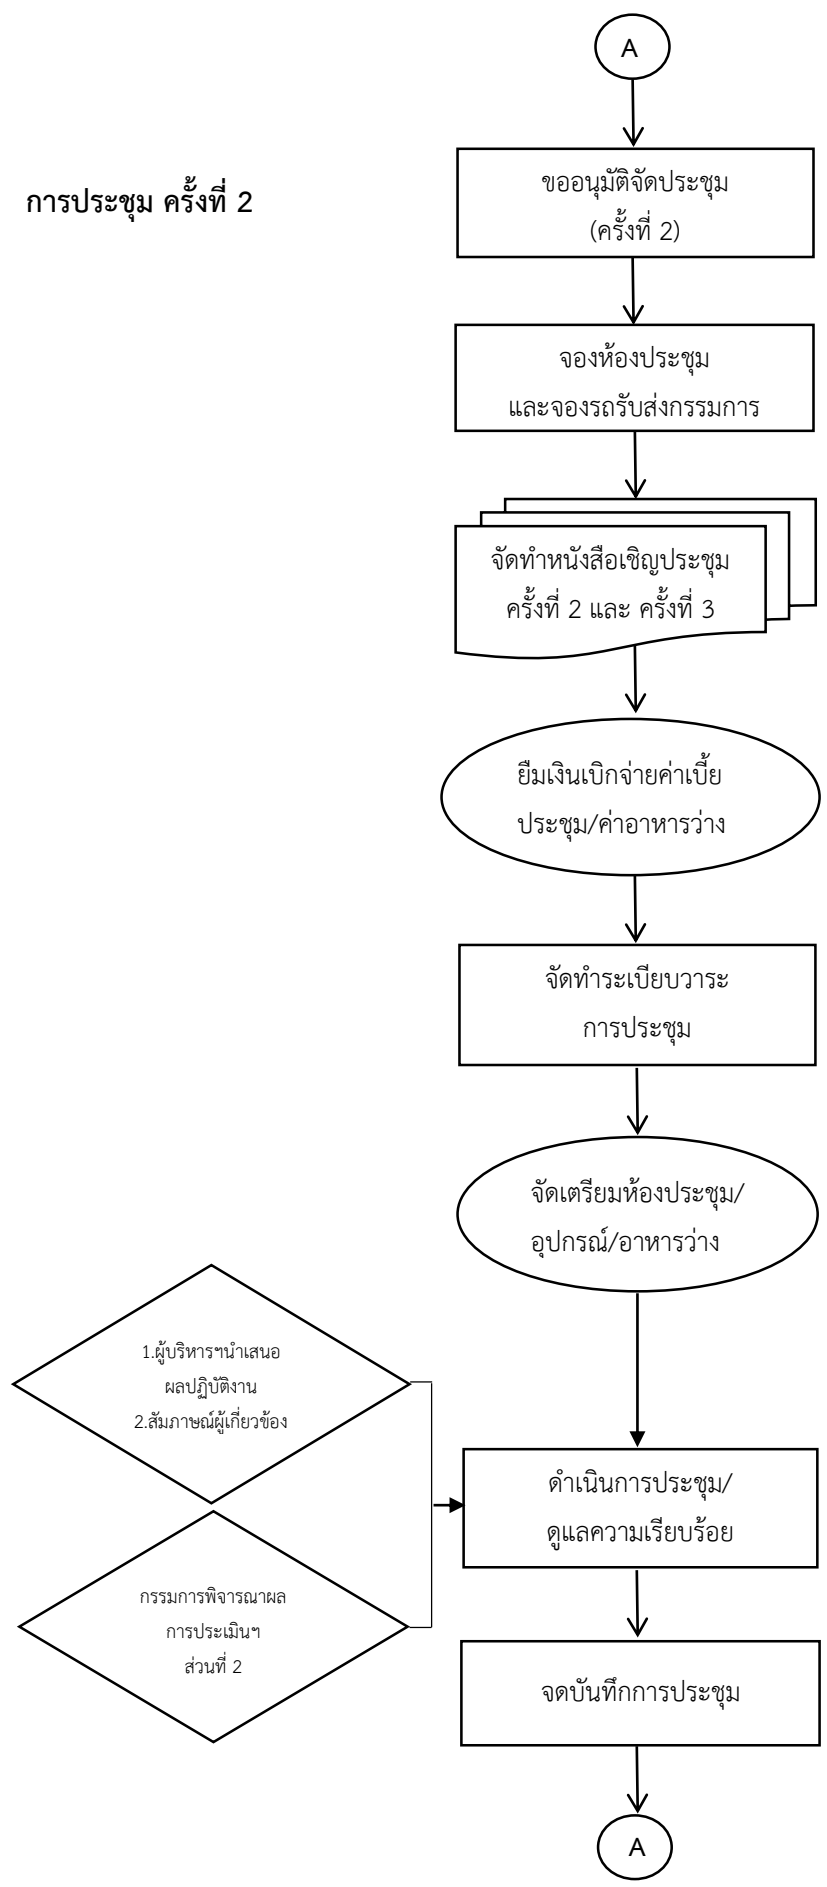 A
การประชุม ครั้งที่ 2
ขออนุมัติจัดประชุม
(ครั้งที่ 2)
จองห้องประชุม
และจองรถรับส่งกรรมการ
จัดทำหนังสือเชิญประชุม
ครั้งที่ 2 และ ครั้งที่ 3
ยืมเงินเบิกจ่ายค่าเบี้ย
ประชุม/ค่าอาหารว่าง
จัดทำระเบียบวาระ
การประชุม
จัดเตรียมห้องประชุม/
อุปกรณ์/อาหารว่าง
1.ผู้บริหารฯนำเสนอ
ผลปฏิบัติงาน
2.สัมภาษณ์ผู้เกี่ยวข้อง
ดำเนินการประชุม/
ดูแลความเรียบร้อย
กรรมการพิจารณาผล
การประเมินฯ
ส่วนที่ 2
จดบันทึกการประชุม
A